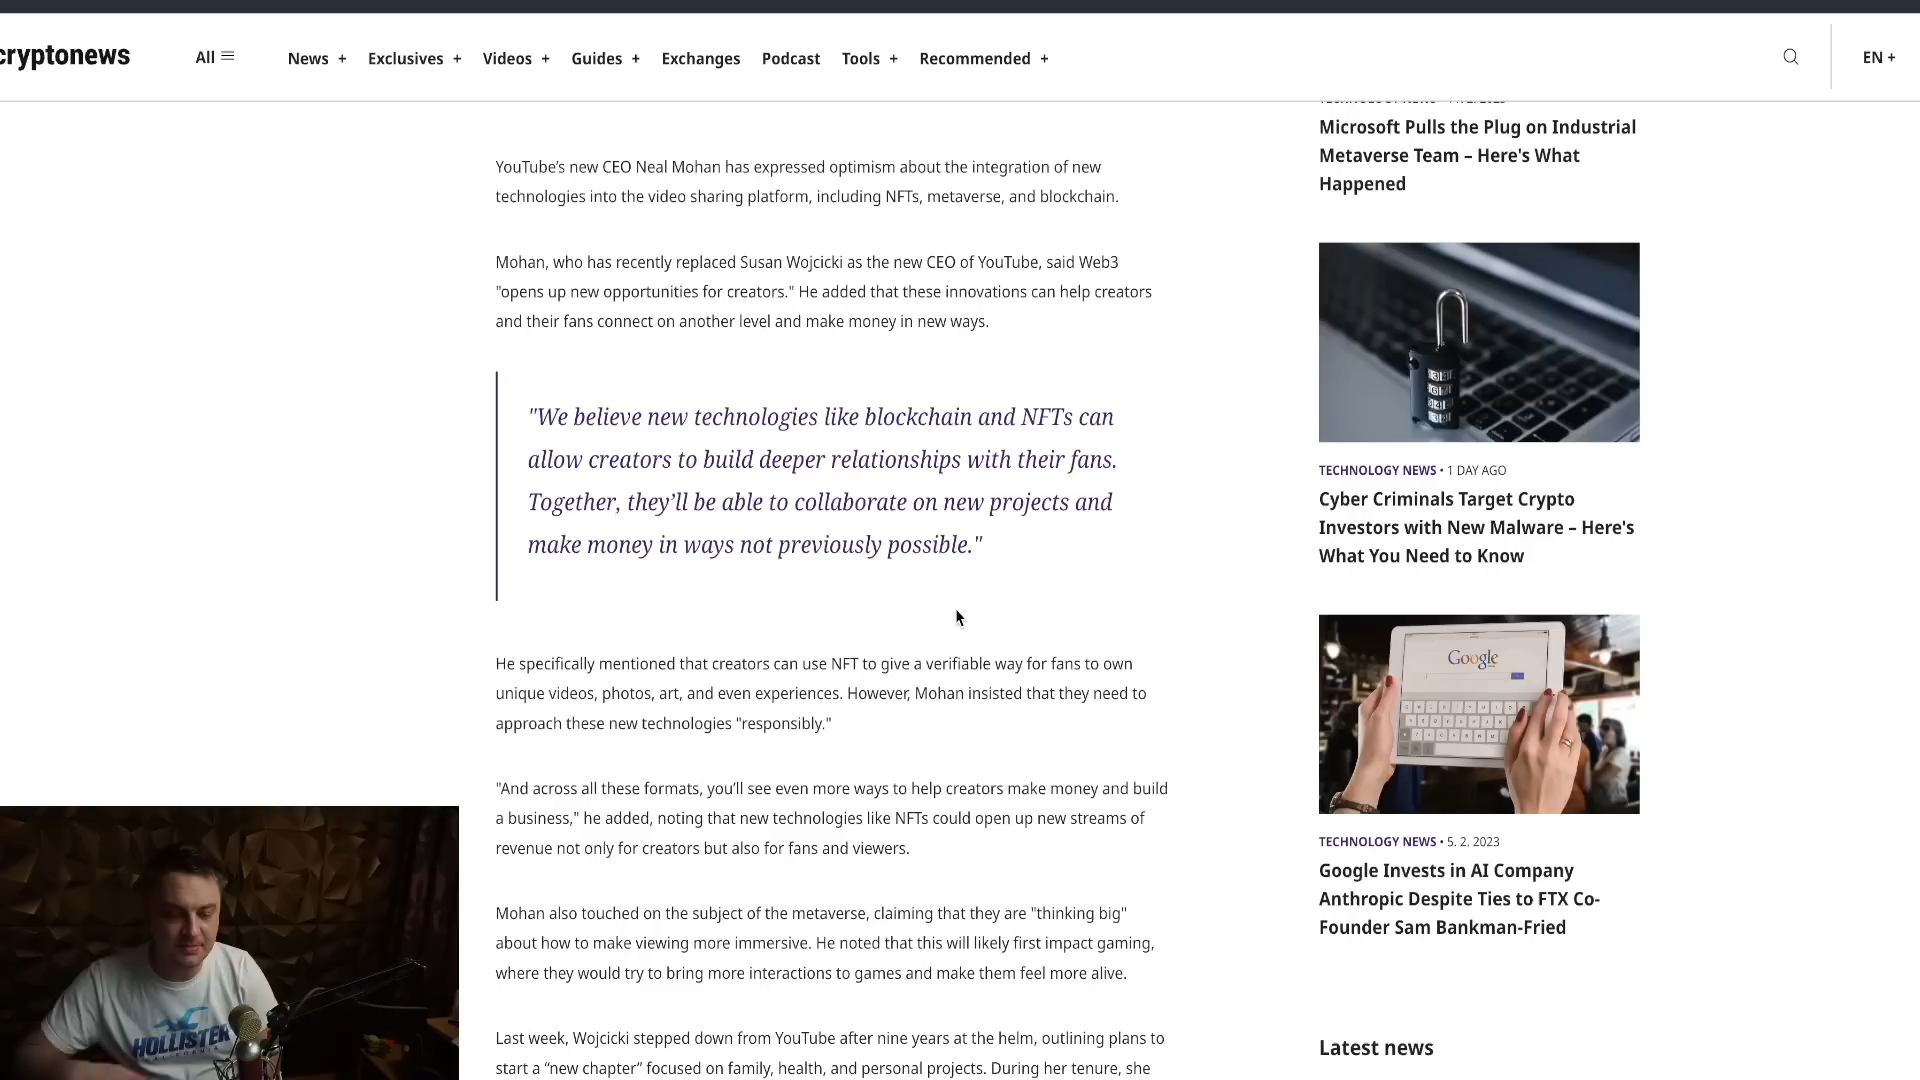 cryptonews
All
News +
Exclusives +
Videos +
Guides +
Exchanges
Podcast
Tools +
Recommended +
EN +
YouTube’s new CEO Neal Mohan has expressed optimism about the integration of new
technologies into the video sharing platform, including NFTs, metaverse, and blockchain.
Mohan, who has recently replaced Susan Wojcicki as the new CEO of YouTube, said Web3
"opens up new opportunities for creators." He added that these innovations can help creators
and their fans connect on another level and make money in new ways.
"We believe new technologies like blockchain and NFTs can
allow creators to build deeper relationships with their fans.
Together, they’ll be able to collaborate on new projects and
make money in ways not previously possible."
He specifically mentioned that creators can use NFT to give a verifiable way for fans to own
unique videos, photos, art, and even experiences. However, Mohan insisted that they need to
approach these new technologies "responsibly."
"And across all these formats, you’ll see even more ways to help creators make money and build
a business," he added, noting that new technologies like NFTs could open up new streams of
revenue not only for creators but also for fans and viewers.
Mohan also touched on the subject of the metaverse, claiming that they are "thinking big"
about how to make viewing more immersive. He noted that this will likely first impact gaming,
where they would try to bring more interactions to games and make them feel more alive.
Last week, Wojcicki stepped down from YouTube after nine years at the helm, outlining plans to
start a “new chapter” focused on family, health, and personal projects. During her tenure, she
Microsoft Pulls the Plug on Industrial
Metaverse Team – Here's What
Happened
TECHNOLOGY NEWS • 1 DAY AGO
Cyber Criminals Target Crypto
Investors with New Malware – Here's
What You Need to Know
Google
TECHNOLOGY NEWS • 5. 2. 2023
Google Invests in AI Company
Anthropic Despite Ties to FTX Co-
Founder Sam Bankman-Fried
Latest news
HOLLISTER